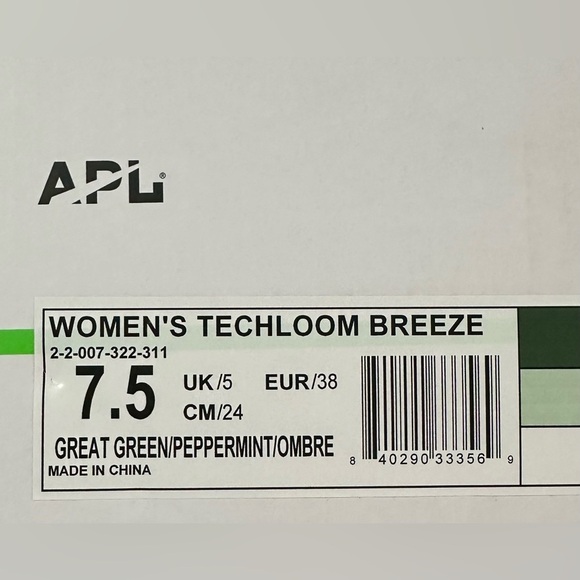 APL®
WOMEN'S TECHLOOM BREEZE
2-2-007-322-311
7.5 UK/5 EUR/38
CM/24
GREAT GREEN/PEPPERMINT/OMBRE
MADE IN CHINA
8 40290 33356 9